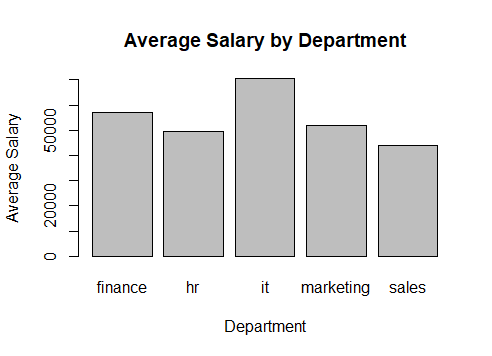 Average Salary by Department
Average Salary
50000
20000
0
finance hr it marketing sales
Department